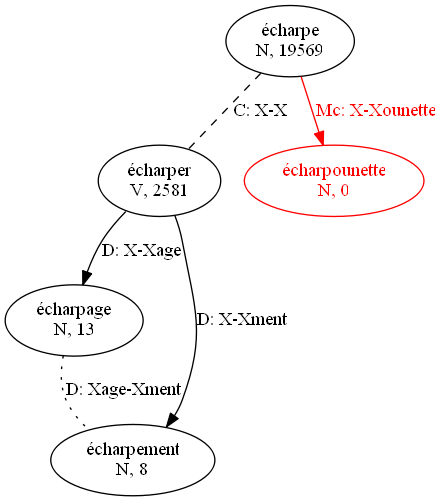 écharpe
N, 19569
C: X-X
Mc: X-Xounette
écharper
V, 2581
écharpounette
N, 0
D: X-Xage
écharpage
N, 13
D: X-Xment
D: Xage-Xment
écharpement
N, 8